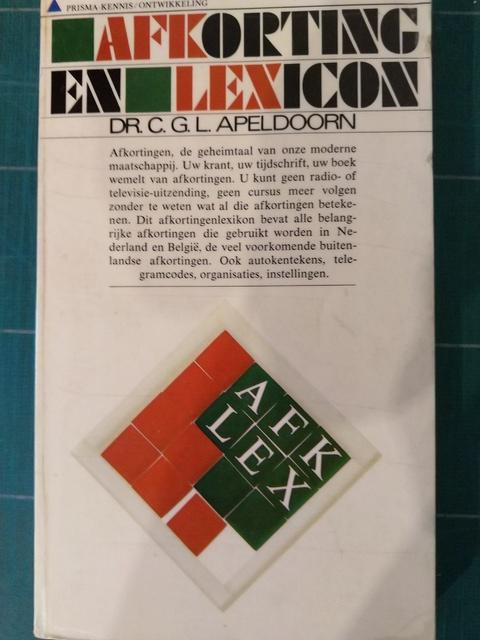 PRISMA-KENNIS/ONTWIKKELING
AFKORTING
EN LEXICON
DR. C. G. L. APELDOORN
Afkortingen, de geheimtaal van onze moderne
maatschappij. Uw krant, uw tijdschrift, uw boek
wemelt van afkortingen. U kunt geen radio- of
televisie-uitzending, geen cursus meer volgen
zonder te weten wat al die afkortingen beteke-
nen. Dit afkortingenlexikon bevat alle belang-
rijke afkortingen die gebruikt worden in Ne-
derland en België, de veel voorkomende buiten-
landse afkortingen. Ook autokentekens, tele-
gramcodes, organisaties, instellingen.
AFK
LEX